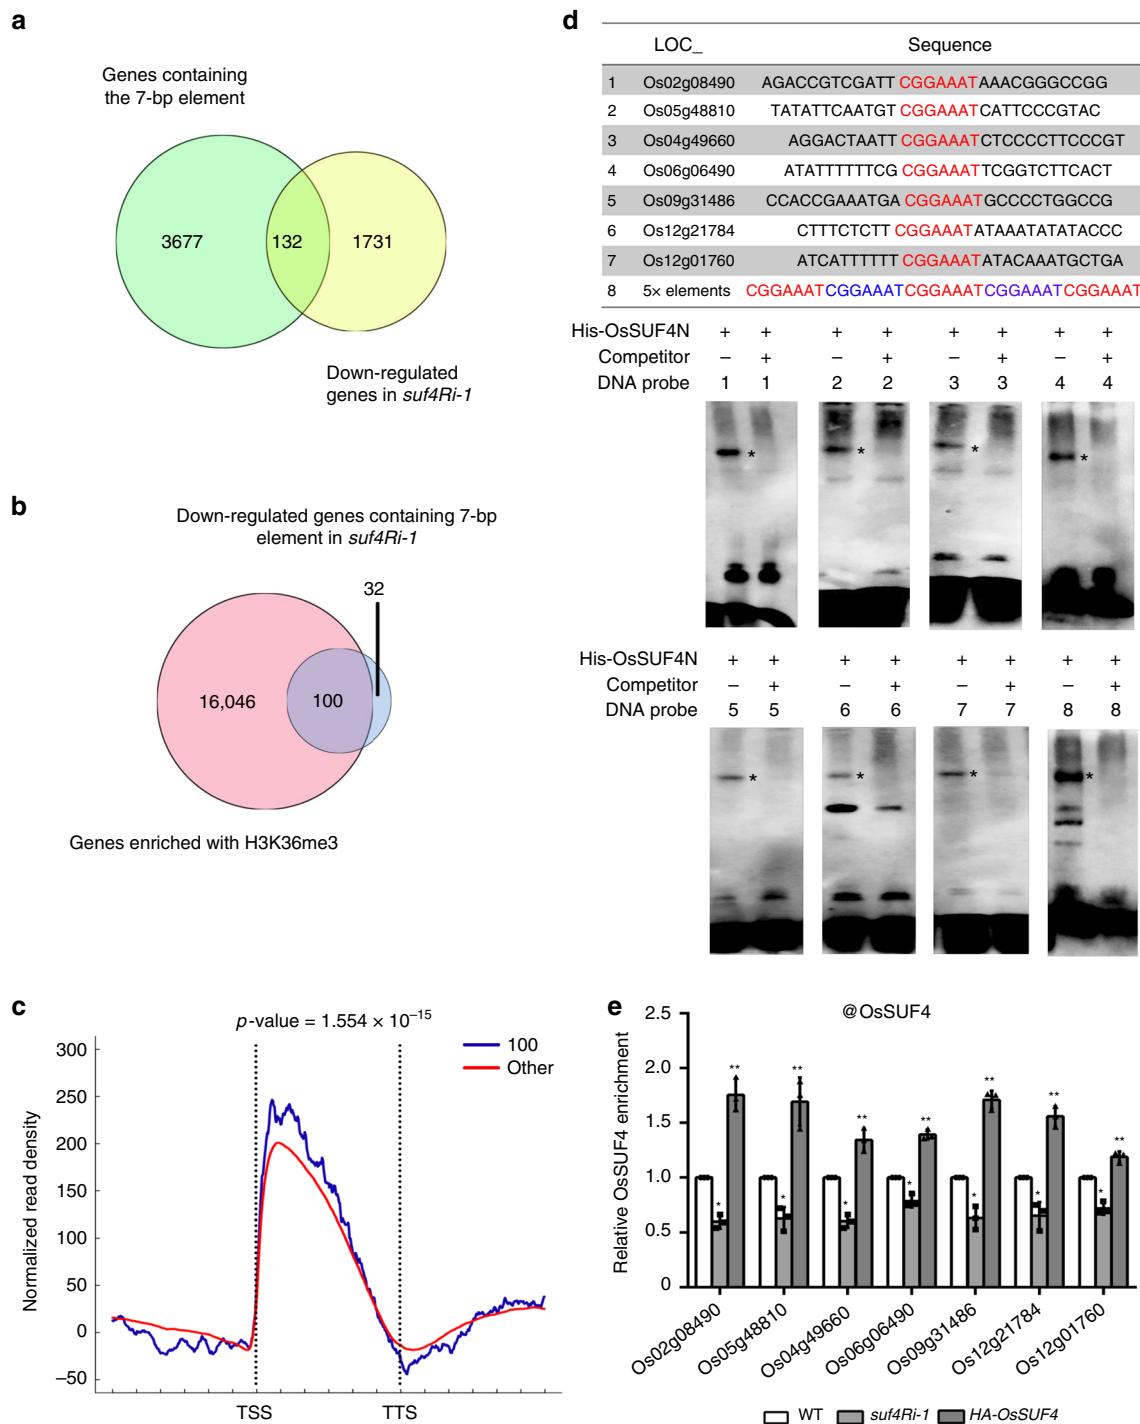 a
Genes containing
the 7-bp element
3677
132
1731
Down-regulated
genes in suf4Ri-1
b
Down-regulated genes containing 7-bp
element in suf4Ri-1
32
16,046
100
Genes enriched with H3K36me3
c
p-value = 1.554 × 10–15
100
Other
Normalized read density
300
250
200
150
100
50
0
–50
TSS
TTS
d
LOC_ Sequence
1 Os02g08490 AGACCGTCGATT CGGAAAT AAACGGGCCGG
2 Os05g48810 TATATTCAATGT CGGAAAT CATTCCCGTAC
3 Os04g49660 AGGACTAATT CGGAAAT CTCCCCTTCCCGT
4 Os06g06490 ATATTTTTTCG CGGAAAT TCGGTCTTCACT
5 Os09g31486 CCACCGAAATGA CGGAAAT GCCCCTGGCCG
6 Os12g21784 CTTTCTCTT CGGAAAT ATAAATATATACCC
7 Os12g01760 ATCATTTTTT CGGAAAT ATACAAATGCTGA
8 5× elements CGGAAATCGGAAATCGGAAATCGGAAATCGGAAAT
His-OsSUF4N + + + + + + + +
Competitor – + – + – + – +
DNA probe 1 1 2 2 3 3 4 4
* * * *
His-OsSUF4N + + + + + + + +
Competitor – + – + – + – +
DNA probe 5 5 6 6 7 7 8 8
* * * *
e
@OsSUF4
Relative OsSUF4 enrichment
2.5
2.0
1.5
1.0
0.5
0
* ** * ** * ** * ** * ** * ** * **
Os02g08490
Os05g48810
Os04g49660
Os06g06490
Os09g31486
Os12g21784
Os12g01760
WT suf4Ri-1 HA-OsSUF4